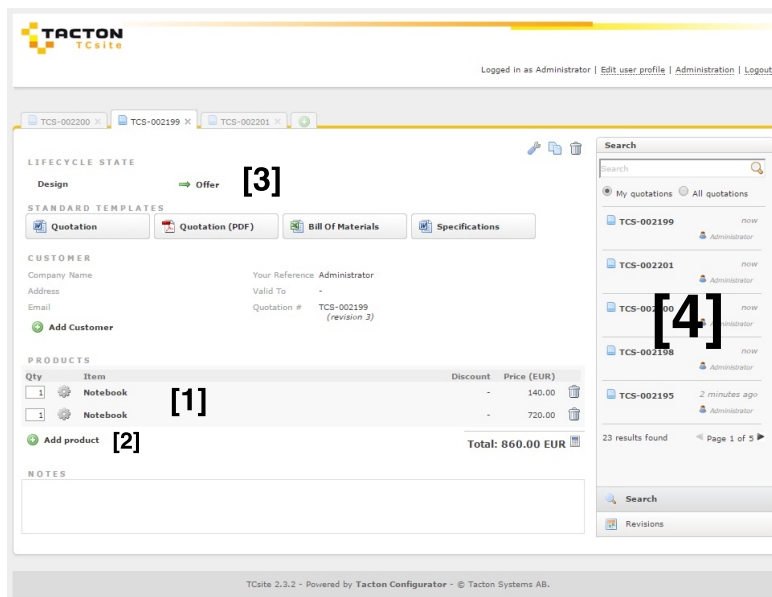 TACTON
TCsite
Logged in as Administrator | Edit user profile | Administration | Logout
TCS-002200 × TCS-002199 × TCS-002201 ×
LIFECYCLE STATE
Design Offer [3]
STANDARD TEMPLATES
Quotation Quotation (PDF) Bill Of Materials Specifications
CUSTOMER
Company Name Your Reference Administrator
Address Valid To -
Email Quotation # TCS-002199
(revision 3)
Add Customer
PRODUCTS
Qty Item Discount Price (EUR)
1 Notebook - 140.00
[1]
1 Notebook - 720.00
Add product [2]
Total: 860.00 EUR
NOTES
Search
Search
My quotations All quotations
TCS-002199 now
Administrator
TCS-002201 now
Administrator
[4]
now
Administrator
TCS-002198 now
Administrator
TCS-002195 2 minutes ago
Administrator
23 results found Page 1 of 5
Search
Revisions
TCsite 2.3.2 - Powered by Tacton Configurator - © Tacton Systems AB.